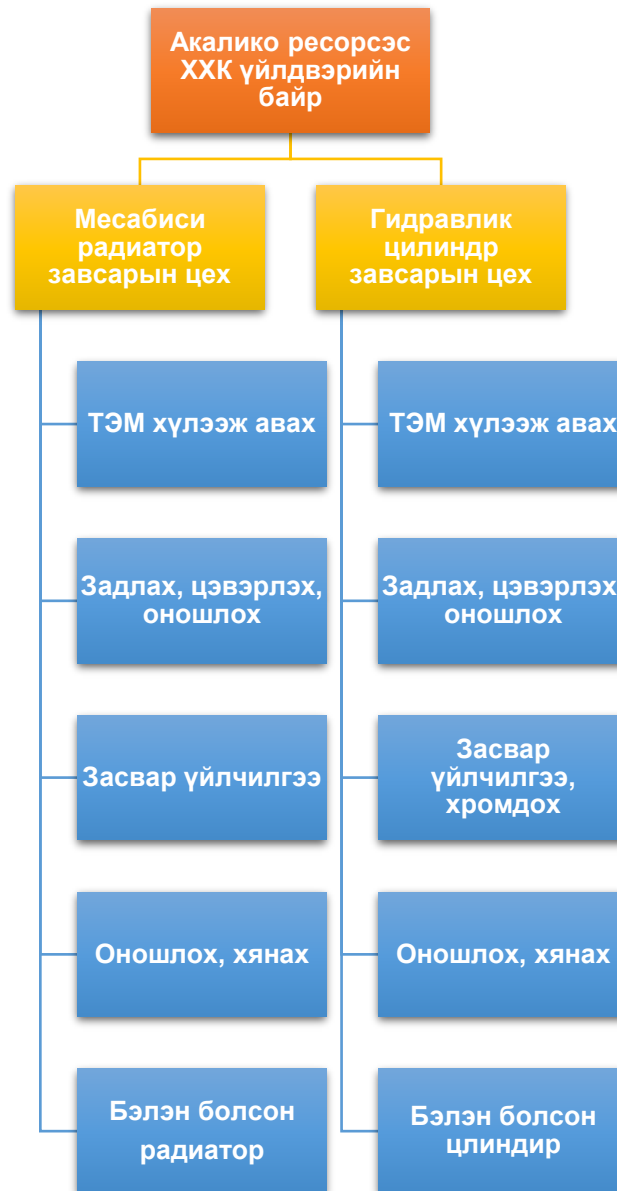 Акалико ресорсэс
ХХК үйлдвэрийн
байр
Месабиси
радиатор
завсарын цех
Гидравлик
цилиндр
завсарын цех
ТЭМ хүлээж авах
ТЭМ хүлээж авах
Задлах, цэвэрлэх,
оношлох
Задлах, цэвэрлэх
оношлох
Засвар үйлчилгээ
Засвар
үйлчилгээ,
хромдох
Оношлох, хянах
Оношлох, хянах
Бэлэн болсон
радиатор
Бэлэн болсон
цлиндир